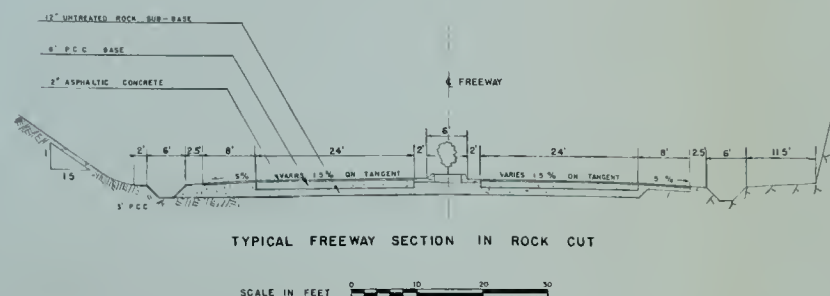 12" UNTREATED ROCK SUB-BASE
8" P.C.C. BASE
2" ASPHALTIC CONCRETE
℄ FREEWAY
6'
2' 6' 2.5' 8' 24' 2' 2' 24' 8' 2.5 6' 11.5'
1
1.5
5% VARIES 1.5% ON TANGENT VARIES 1.5% ON TANGENT 5%
3" P.C.C.
TYPICAL FREEWAY SECTION IN ROCK CUT
SCALE IN FEET 0 10 20 30